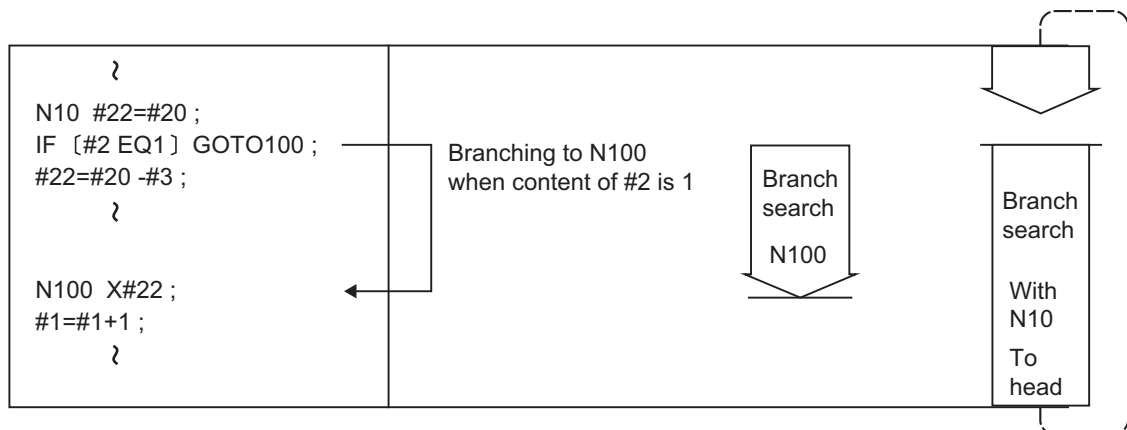 ~
N10 #22=#20 ;
IF〔#2 EQ1〕GOTO100 ;
#22=#20 -#3 ;
~
N100 X#22 ;
#1=#1+1 ;
~
Branching to N100
when content of #2 is 1
Branch
search
N100
Branch
search
With
N10
To
head